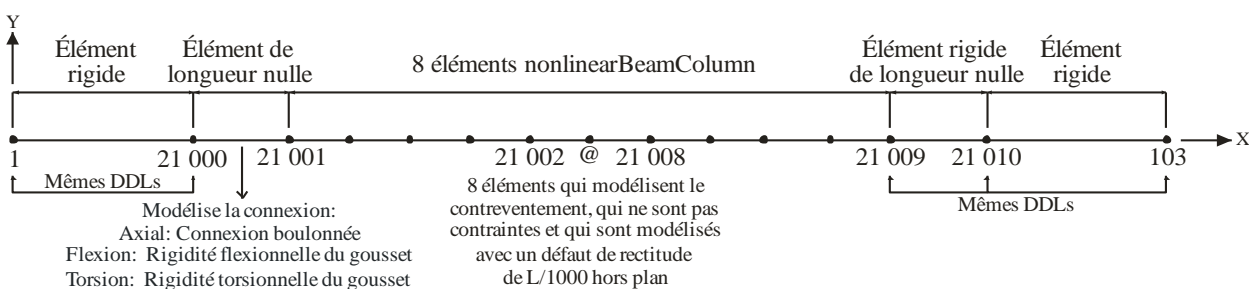 Y
Élément
rigide
Élément de
longueur nulle
8 éléments nonlinearBeamColumn
Élément rigide
de longueur nulle
Élément
rigide
X
1
21 000
21 001
21 002 @ 21 008
21 009
21 010
103
Mêmes DDLs
Modélise la connexion:
Axial: Connexion boulonnée
Flexion: Rigidité flexionnelle du gousset
Torsion: Rigidité torsionnelle du gousset
8 éléments qui modélisent le
contreventement, qui ne sont pas
contraintes et qui sont modélisés
avec un défaut de rectitude
de L/1000 hors plan
Mêmes DDLs